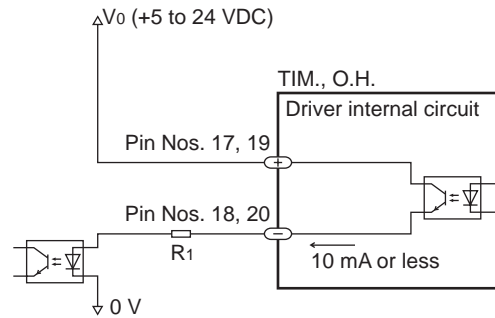 V0 (+5 to 24 VDC)
TIM., O.H.
Driver internal circuit
Pin Nos. 17, 19
+
Pin Nos. 18, 20
−
R1
10 mA or less
0 V